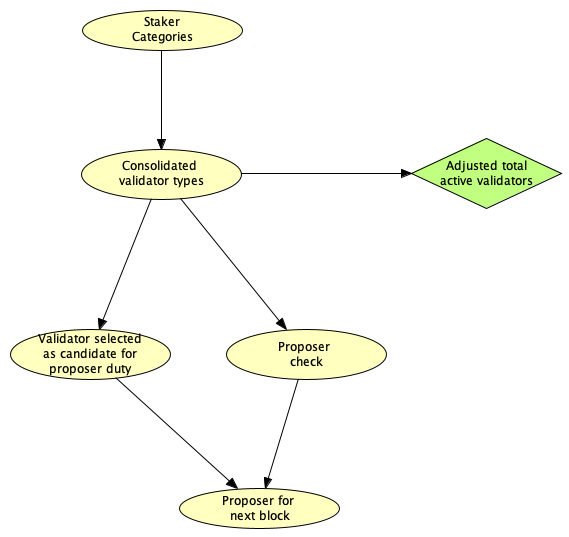 Staker
Categories
Consolidated
validator types
Adjusted total
active validators
Validator selected
as candidate for
proposer duty
Proposer
check
Proposer for
next block